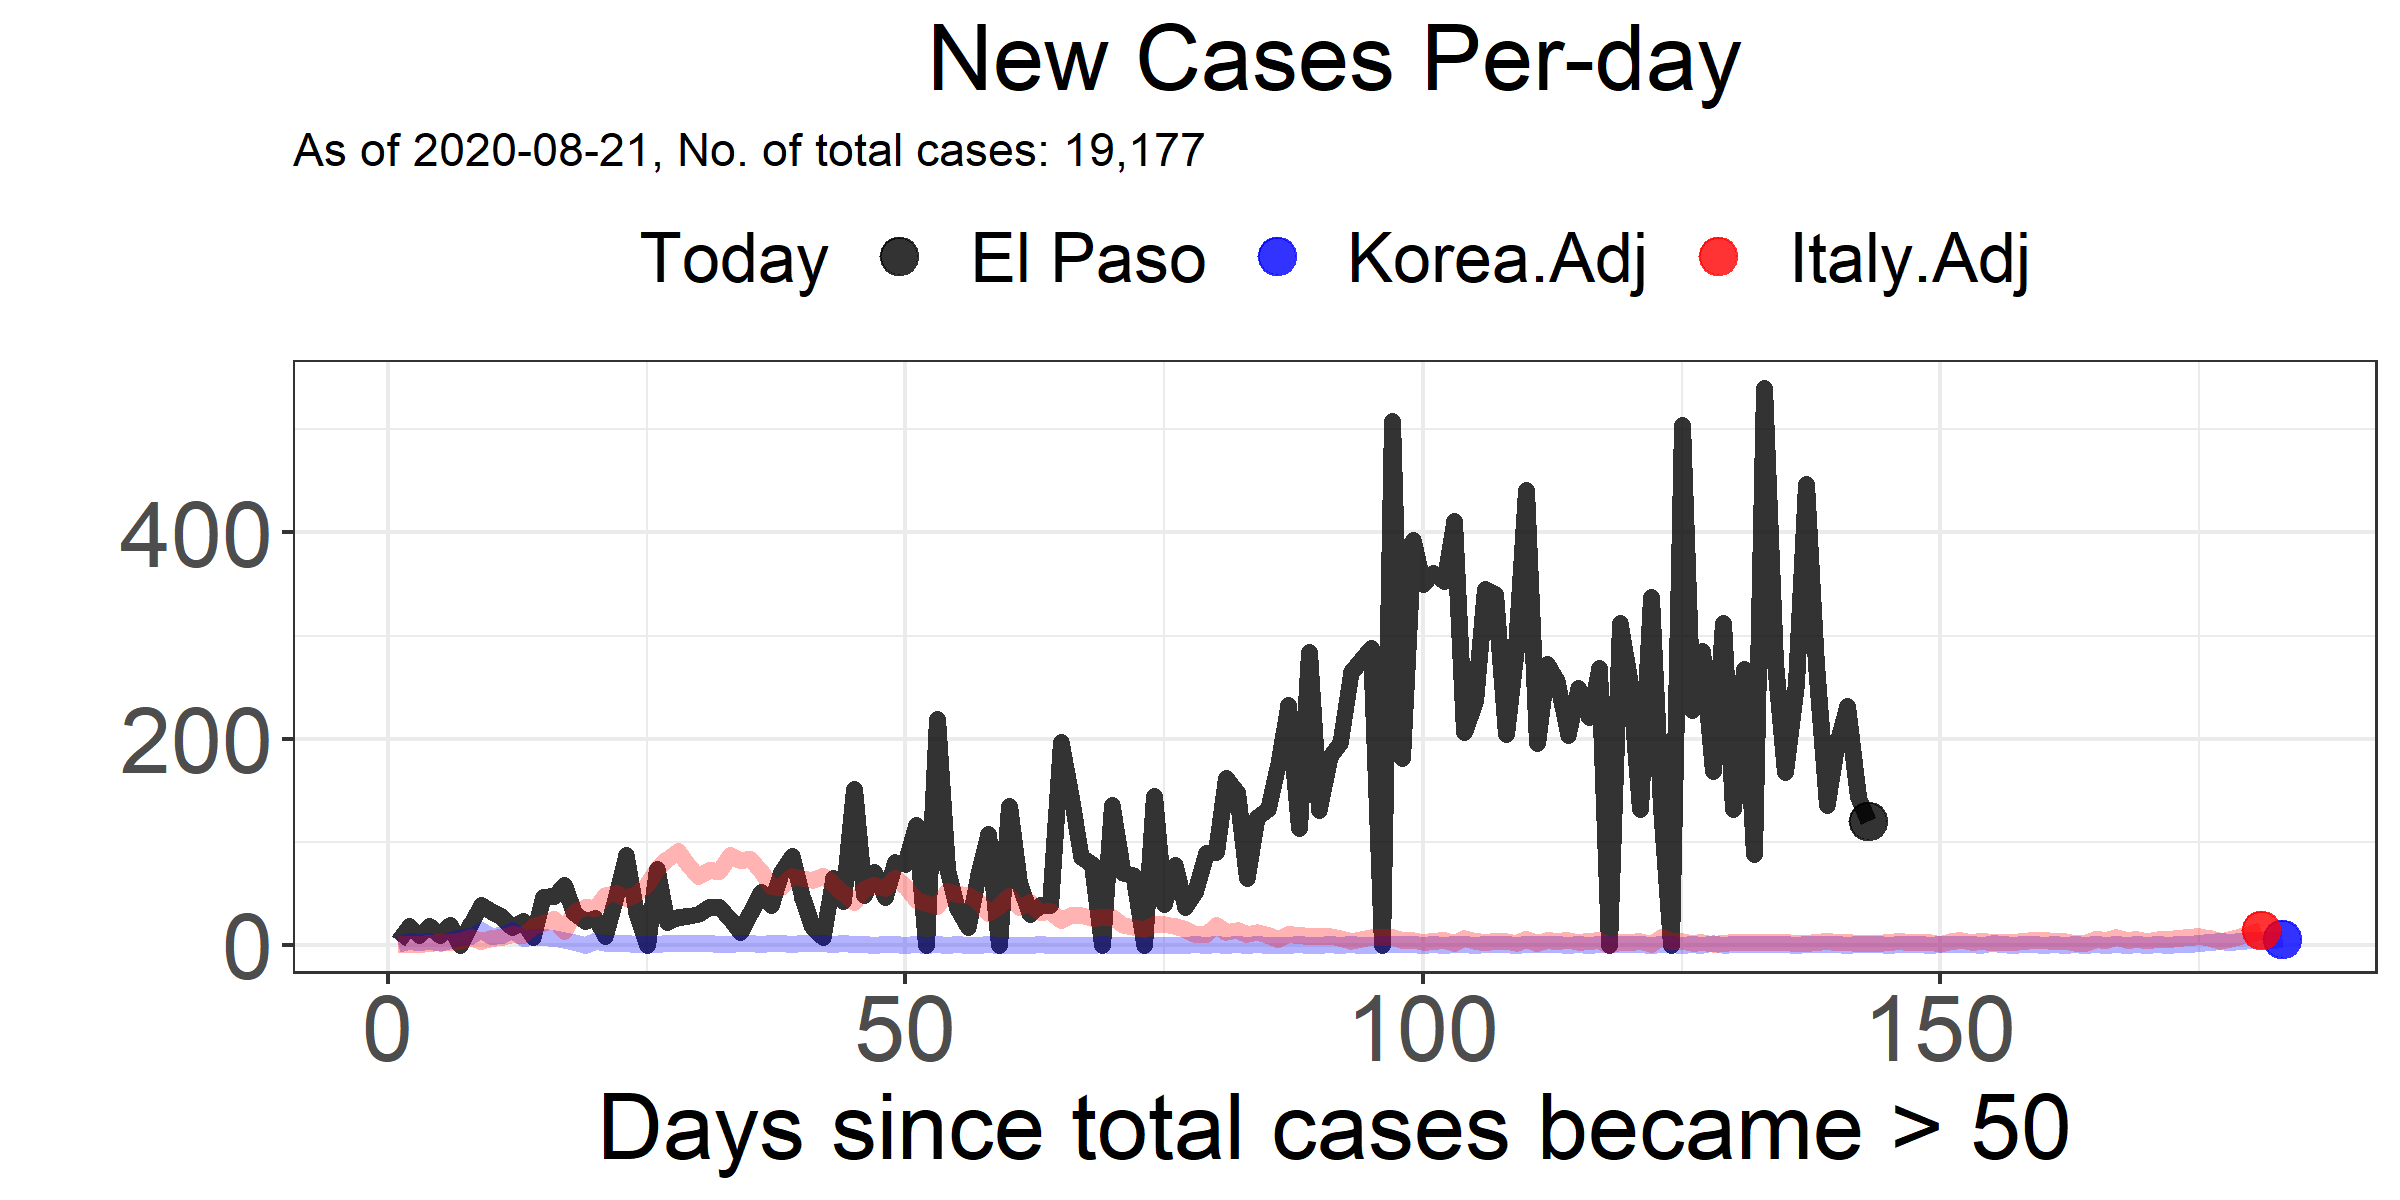 New Cases Per-day
As of 2020-08-21, No. of total cases: 19,177
Today El Paso Korea.Adj Italy.Adj
400
200
0
0 50 100 150
Days since total cases became > 50